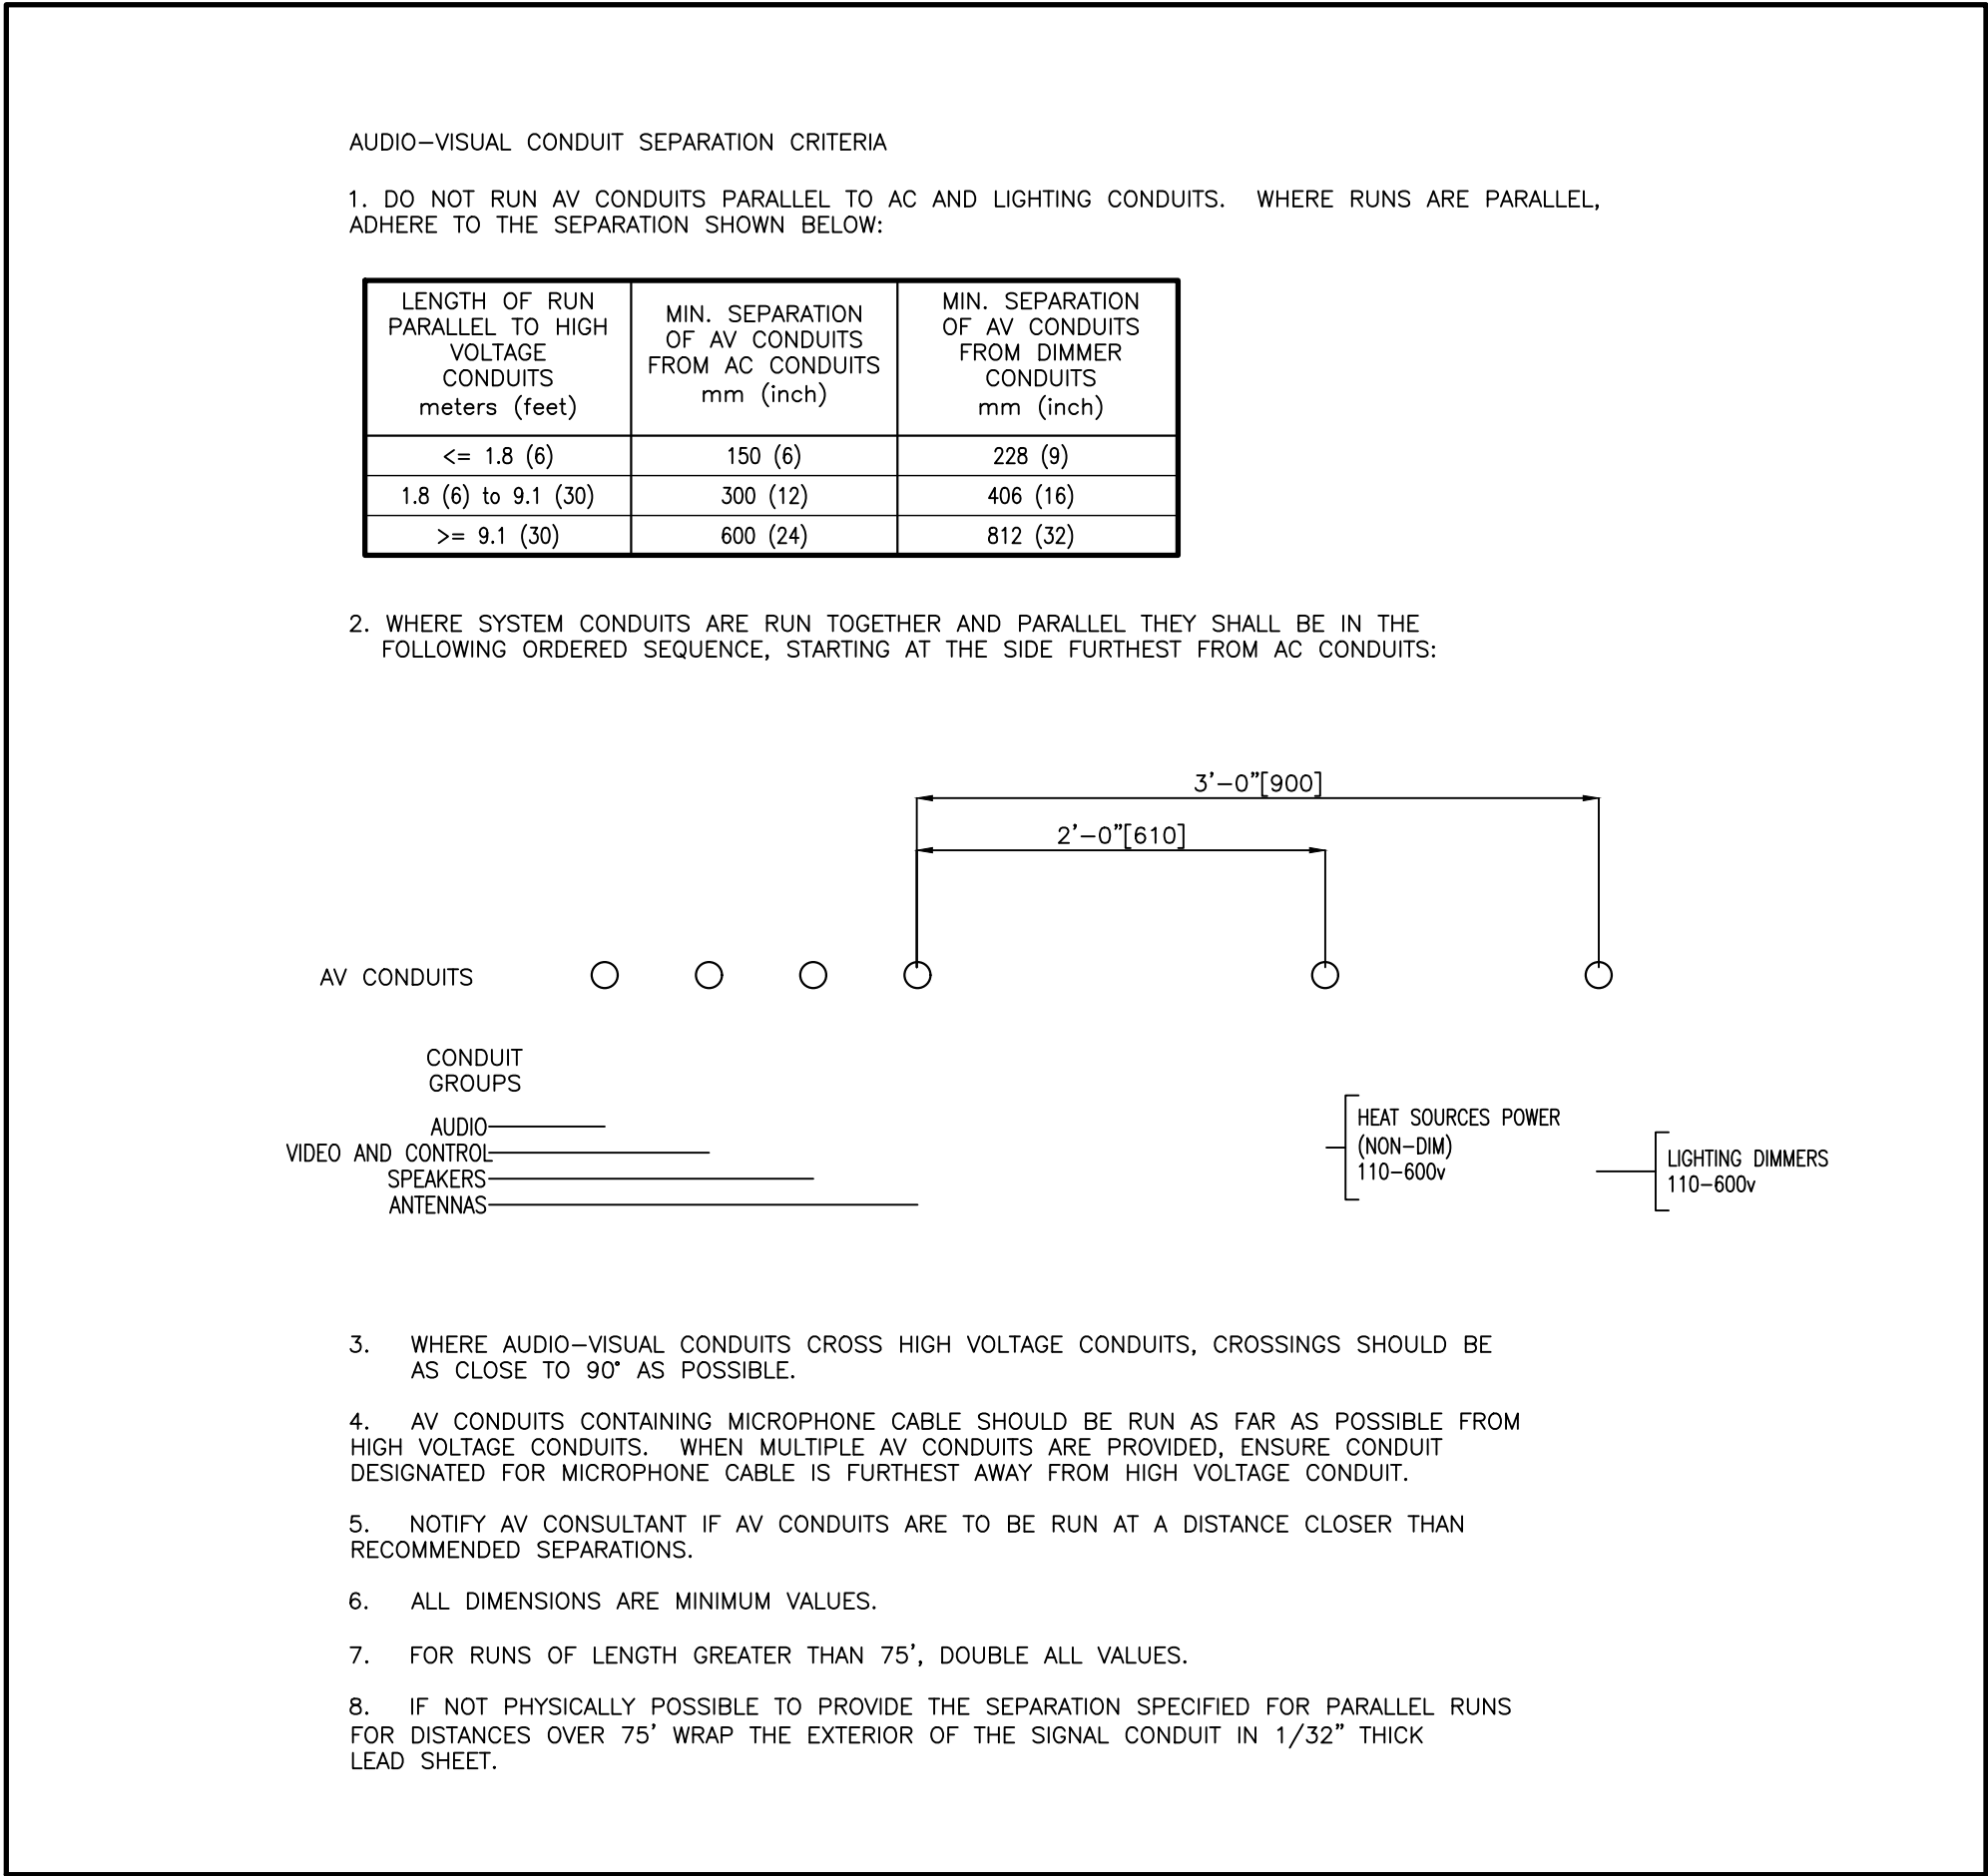 AUDIO-VISUAL CONDUIT SEPARATION CRITERIA
1. DO NOT RUN AV CONDUITS PARALLEL TO AC AND LIGHTING CONDUITS. WHERE RUNS ARE PARALLEL,
ADHERE TO THE SEPARATION SHOWN BELOW:
LENGTH OF RUN
PARALLEL TO HIGH
VOLTAGE
CONDUITS
meters (feet)
MIN. SEPARATION
OF AV CONDUITS
FROM AC CONDUITS
mm (inch)
MIN. SEPARATION
OF AV CONDUITS
FROM DIMMER
CONDUITS
mm (inch)
<= 1.8 (6) 150 (6) 228 (9)
1.8 (6) to 9.1 (30) 300 (12) 406 (16)
>= 9.1 (30) 600 (24) 812 (32)
2. WHERE SYSTEM CONDUITS ARE RUN TOGETHER AND PARALLEL THEY SHALL BE IN THE
FOLLOWING ORDERED SEQUENCE, STARTING AT THE SIDE FURTHEST FROM AC CONDUITS:
3'-0"[900]
2'-0"[610]
AV CONDUITS
CONDUIT
GROUPS
AUDIO
VIDEO AND CONTROL
SPEAKERS
ANTENNAS
HEAT SOURCES POWER
(NON-DIM)
110-600v
LIGHTING DIMMERS
110-600v
3. WHERE AUDIO-VISUAL CONDUITS CROSS HIGH VOLTAGE CONDUITS, CROSSINGS SHOULD BE
AS CLOSE TO 90° AS POSSIBLE.
4. AV CONDUITS CONTAINING MICROPHONE CABLE SHOULD BE RUN AS FAR AS POSSIBLE FROM
HIGH VOLTAGE CONDUITS. WHEN MULTIPLE AV CONDUITS ARE PROVIDED, ENSURE CONDUIT
DESIGNATED FOR MICROPHONE CABLE IS FURTHEST AWAY FROM HIGH VOLTAGE CONDUIT.
5. NOTIFY AV CONSULTANT IF AV CONDUITS ARE TO BE RUN AT A DISTANCE CLOSER THAN
RECOMMENDED SEPARATIONS.
6. ALL DIMENSIONS ARE MINIMUM VALUES.
7. FOR RUNS OF LENGTH GREATER THAN 75', DOUBLE ALL VALUES.
8. IF NOT PHYSICALLY POSSIBLE TO PROVIDE THE SEPARATION SPECIFIED FOR PARALLEL RUNS
FOR DISTANCES OVER 75' WRAP THE EXTERIOR OF THE SIGNAL CONDUIT IN 1/32" THICK
LEAD SHEET.